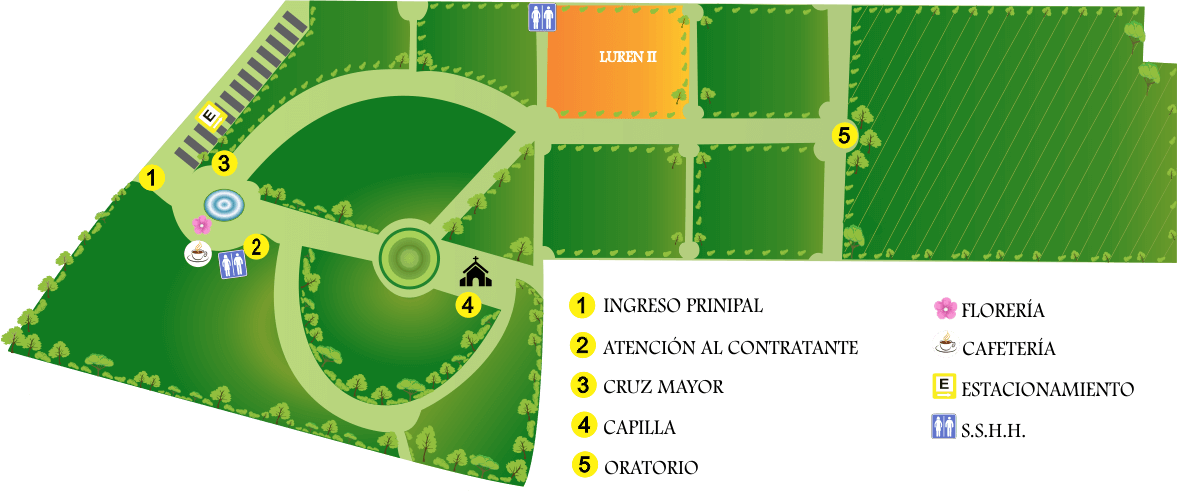 LUREN II
E
3
1
2
4
5
1 INGRESO PRINIPAL
2 ATENCIÓN AL CONTRATANTE
3 CRUZ MAYOR
4 CAPILLA
5 ORATORIO
FLORERÍA
CAFETERÍA
E ESTACIONAMIENTO
S.S.H.H.